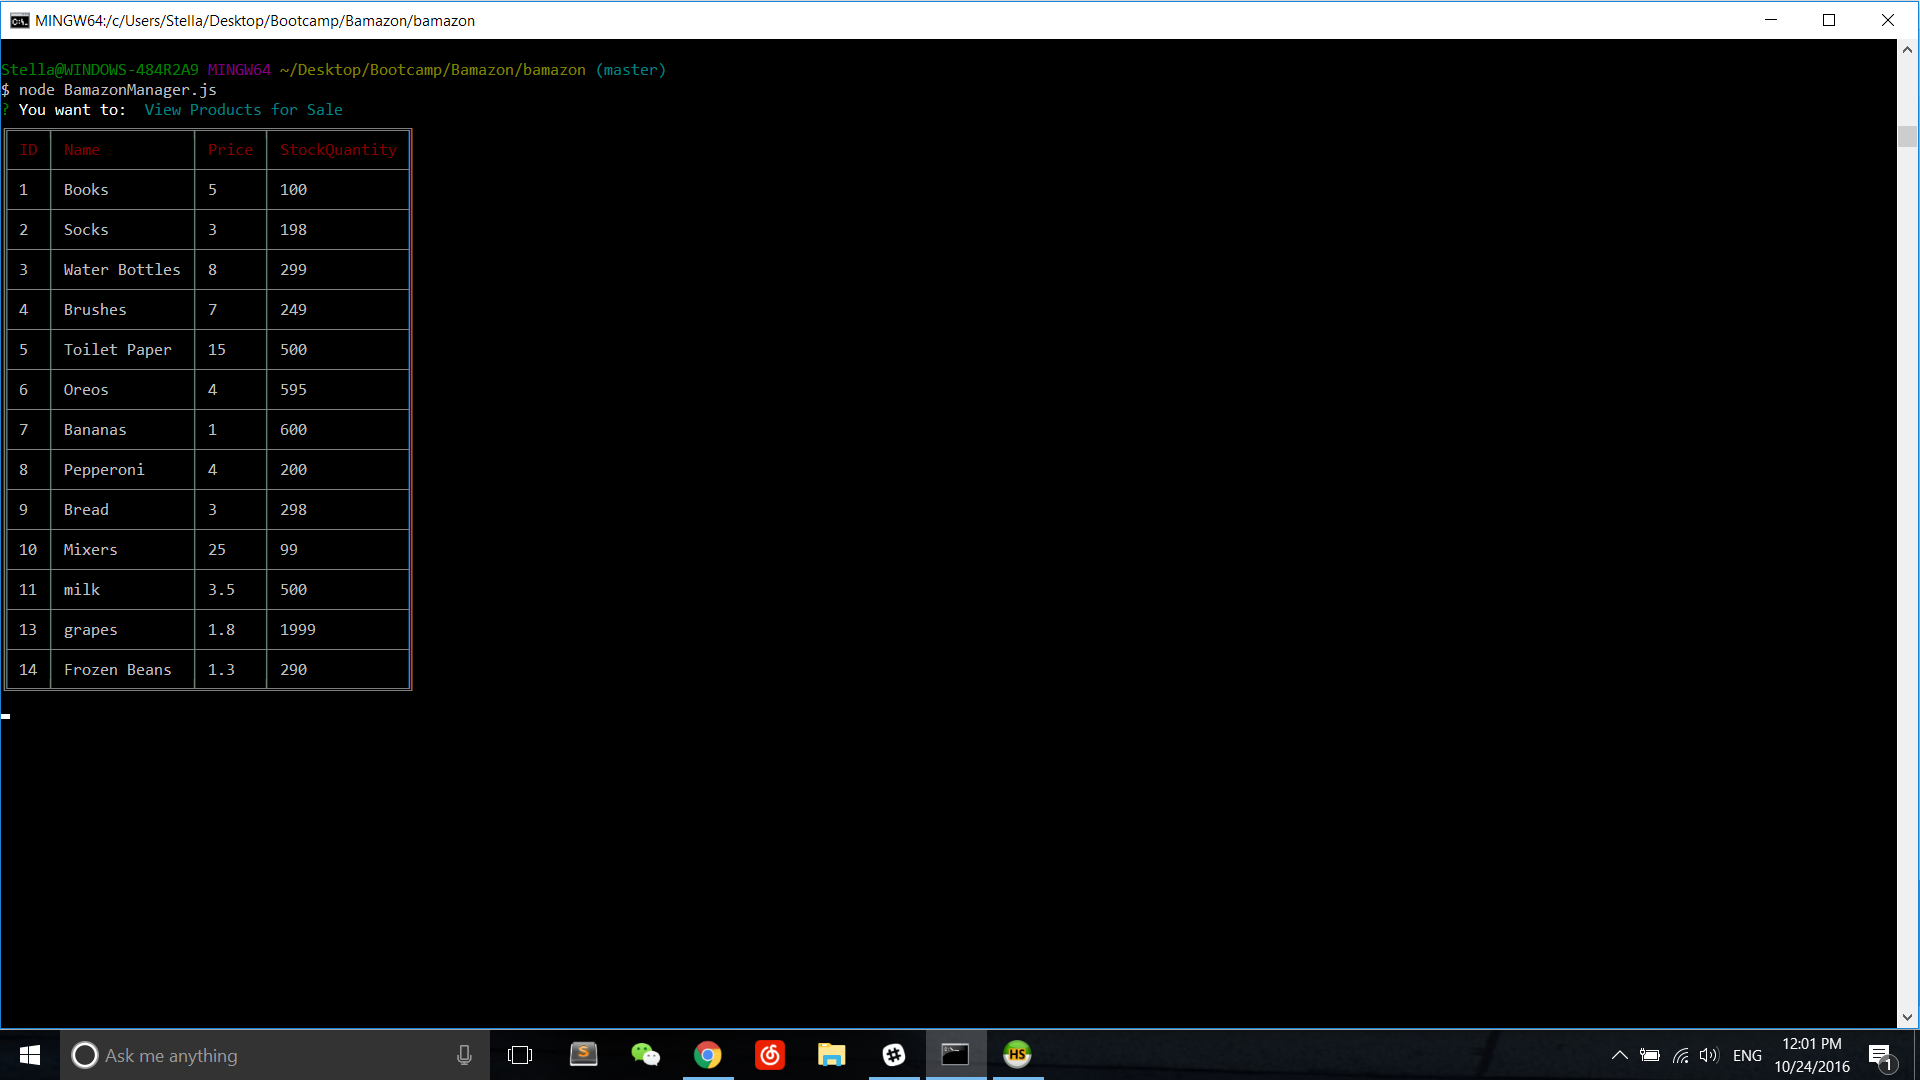 MINGW64:/c/Users/Stella/Desktop/Bootcamp/Bamazon/bamazon
Stella@WINDOWS-484R2A9 MINGW64 ~/Desktop/Bootcamp/Bamazon/bamazon (master)
$ node BamazonManager.js
? You want to:  View Products for Sale
ID Name Price StockQuantity
1 Books 5 100
2 Socks 3 198
3 Water Bottles 8 299
4 Brushes 7 249
5 Toilet Paper 15 500
6 Oreos 4 595
7 Bananas 1 600
8 Pepperoni 4 200
9 Bread 3 298
10 Mixers 25 99
11 milk 3.5 500
13 grapes 1.8 1999
14 Frozen Beans 1.3 290
Ask me anything
S
HS
ENG
12:01 PM
10/24/2016
1